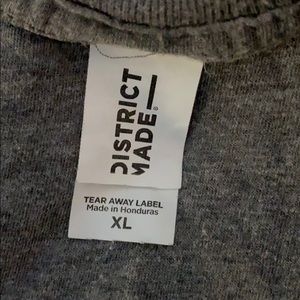 DISTRICT
MADE®
TEAR AWAY LABEL
Made in Honduras
XL